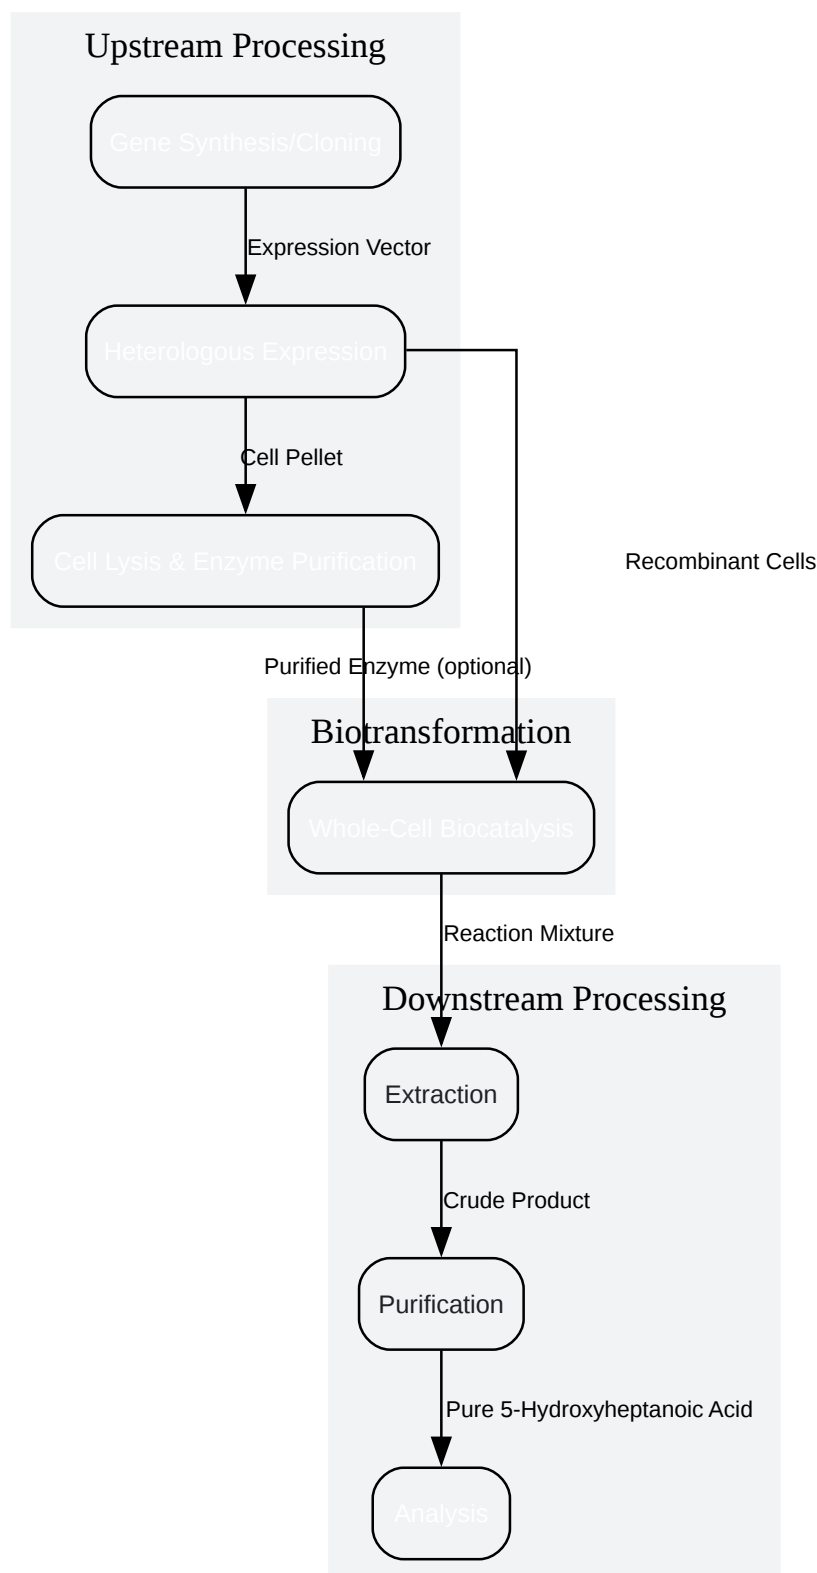 Upstream Processing
Gene Synthesis/Cloning
Expression Vector
Heterologous Expression
Cell Pellet
Cell Lysis & Enzyme Purification
Recombinant Cells
Purified Enzyme (optional)
Biotransformation
Whole-Cell Biocatalysis
Reaction Mixture
Downstream Processing
Extraction
Crude Product
Purification
Pure 5-Hydroxyheptanoic Acid
Analysis